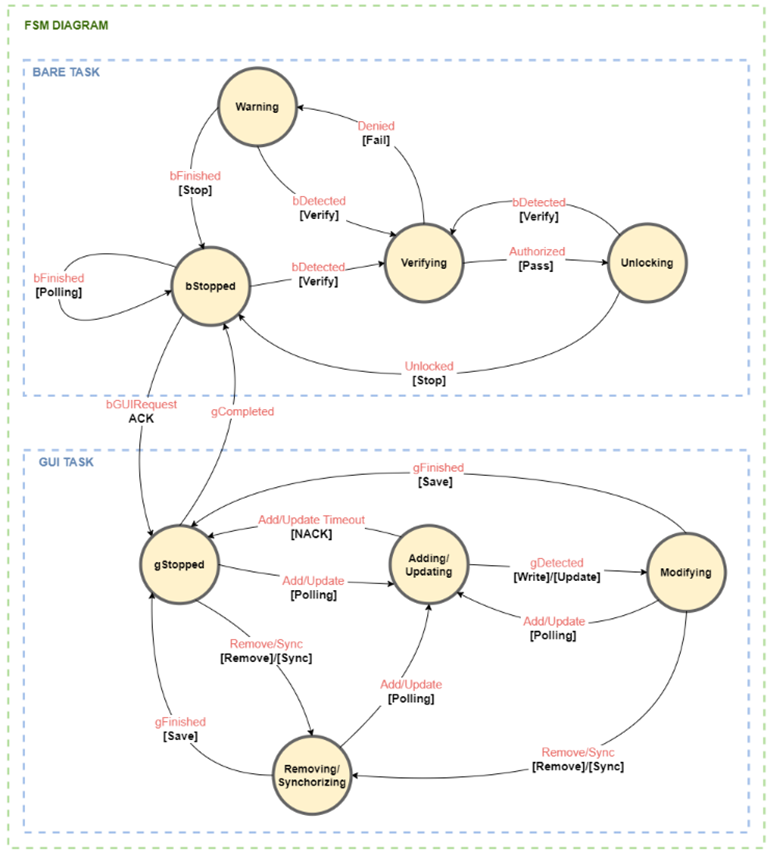 FSM DIAGRAM
BARE TASK
Warning
Denied
[Fail]
bFinished
[Stop]
bDetected
[Verify]
bDetected
[Verify]
Authorized
[Pass]
bDetected
[Verify]
Verifying
Unlocking
bFinished
[Polling]
bStopped
Unlocked
[Stop]
bGUIRequest
ACK
gCompleted
GUI TASK
gFinished
[Save]
Add/Update Timeout
[NACK]
Adding/
Updating
gDetected
[Write]/[Update]
gStopped
Modifying
Add/Update
[Polling]
Add/Update
[Polling]
Remove/Sync
[Remove]/[Sync]
Add/Update
[Polling]
gFinished
[Save]
Removing/
Synchorizing
Remove/Sync
[Remove]/[Sync]